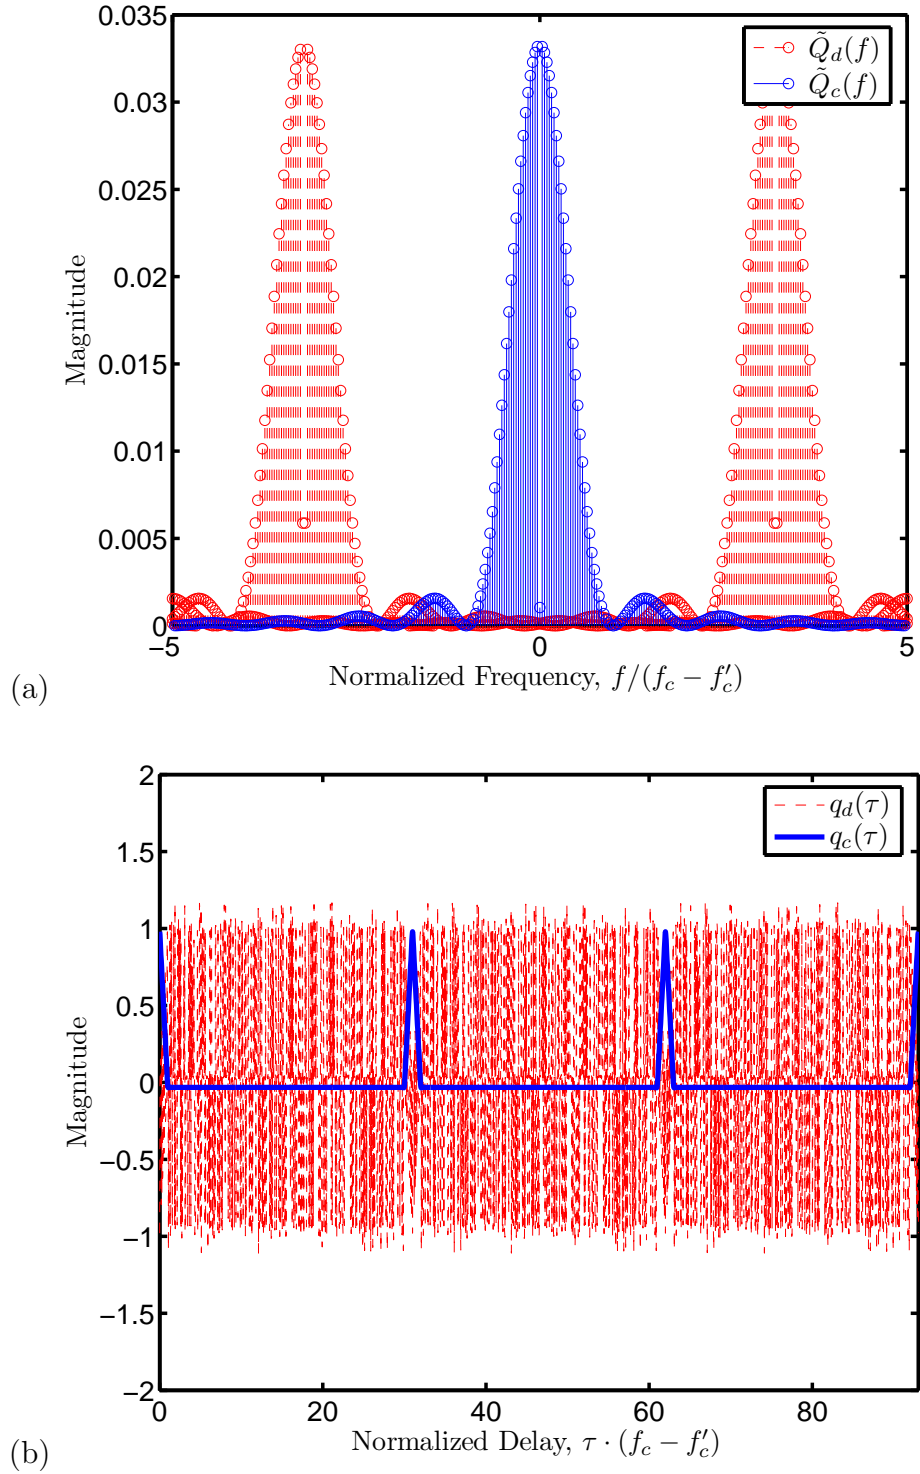 0.035
0.03
0.025
0.02
0.015
0.01
0.005
0
Magnitude
Q̃_d(f)
Q̃_c(f)
−5 0 5
Normalized Frequency, f/(f_c − f′_c)
(a)
2
1.5
1
0.5
0
−0.5
−1
−1.5
−2
Magnitude
q_d(τ)
q_c(τ)
0 20 40 60 80
Normalized Delay, τ · (f_c − f′_c)
(b)